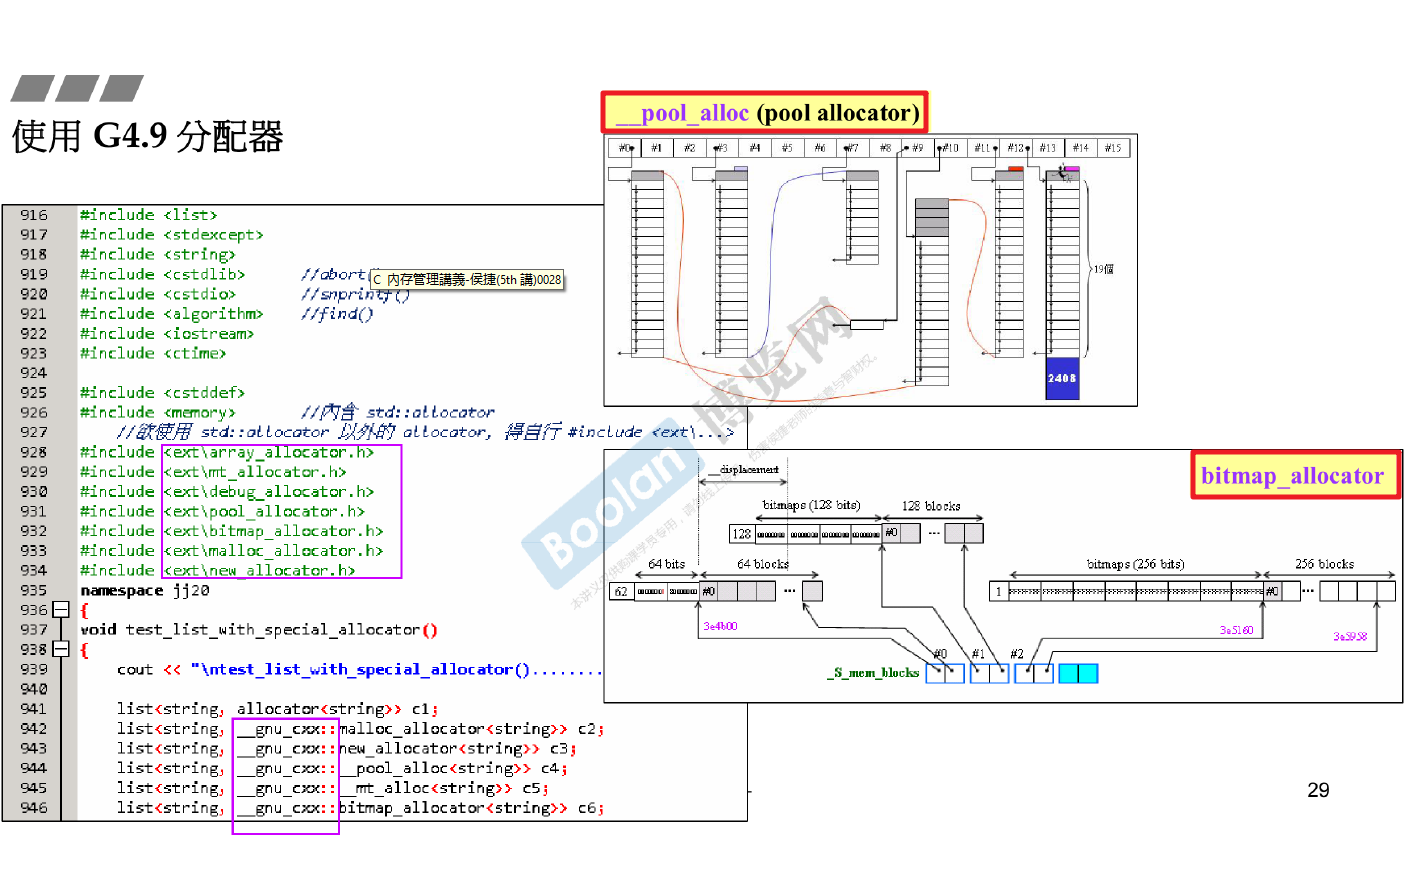 使用 G4.9 分配器
916 #include <list>
917 #include <stdexcept>
918 #include <string>
919 #include <cstdlib> //abort()
C 內存管理講義-侯捷(5th 講)0028
920 #include <cstdio> //snprintf()
921 #include <algorithm> //find()
922 #include <iostream>
923 #include <ctime>
924
925 #include <cstddef>
926 #include <memory> //內含 std::allocator
927 //欲使用 std::allocator 以外的 allocator, 得自行 #include <ext\...>
928 #include <ext\array_allocator.h>
929 #include <ext\mt_allocator.h>
930 #include <ext\debug_allocator.h>
931 #include <ext\pool_allocator.h>
932 #include <ext\bitmap_allocator.h>
933 #include <ext\malloc_allocator.h>
934 #include <ext\new_allocator.h>
935 namespace jj20
936 {
937 void test_list_with_special_allocator()
938 {
939 cout << "\ntest_list_with_special_allocator()........
940
941 list<string, allocator<string>> c1;
942 list<string, __gnu_cxx::malloc_allocator<string>> c2;
943 list<string, __gnu_cxx::new_allocator<string>> c3;
944 list<string, __gnu_cxx::__pool_alloc<string>> c4;
945 list<string, __gnu_cxx::__mt_alloc<string>> c5;
946 list<string, __gnu_cxx::bitmap_allocator<string>> c6;
__pool_alloc (pool allocator)
#0 #1 #2 #3 #4 #5 #6 #7 #8 #9 #10 #11 #12 #13 #14 #15
19個
2408
Boolan 博览网
bitmap_allocator
__displacement
bitmaps (128 bits) 128 blocks
128 #0 ...
64 bits 64 blocks
62 #0 ...
bitmaps (256 bits) 256 blocks
1 #0 ...
3e4b00
3e5160
3e5958
#0 #1 #2
_S_mem_blocks
29